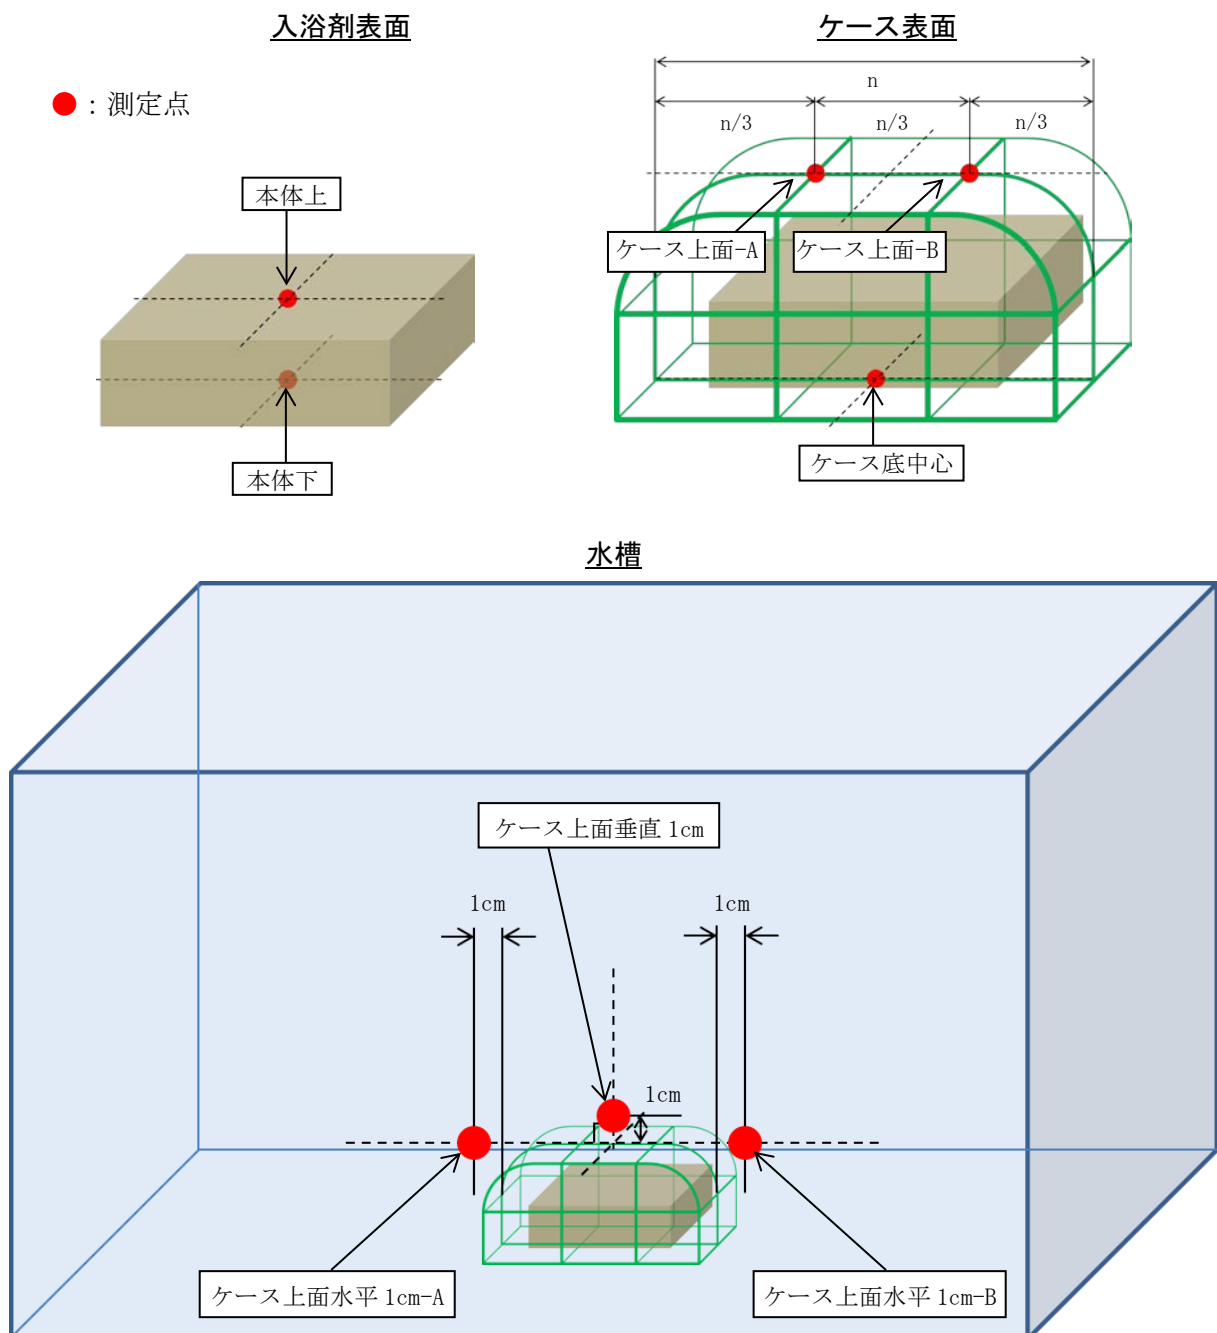 入浴剤表面
ケース表面
●：測定点
n
n/3
n/3
n/3
本体上
ケース上面-A
ケース上面-B
本体下
ケース底中心
水槽
ケース上面垂直 1cm
1cm
1cm
1cm
ケース上面水平 1cm-A
ケース上面水平 1cm-B